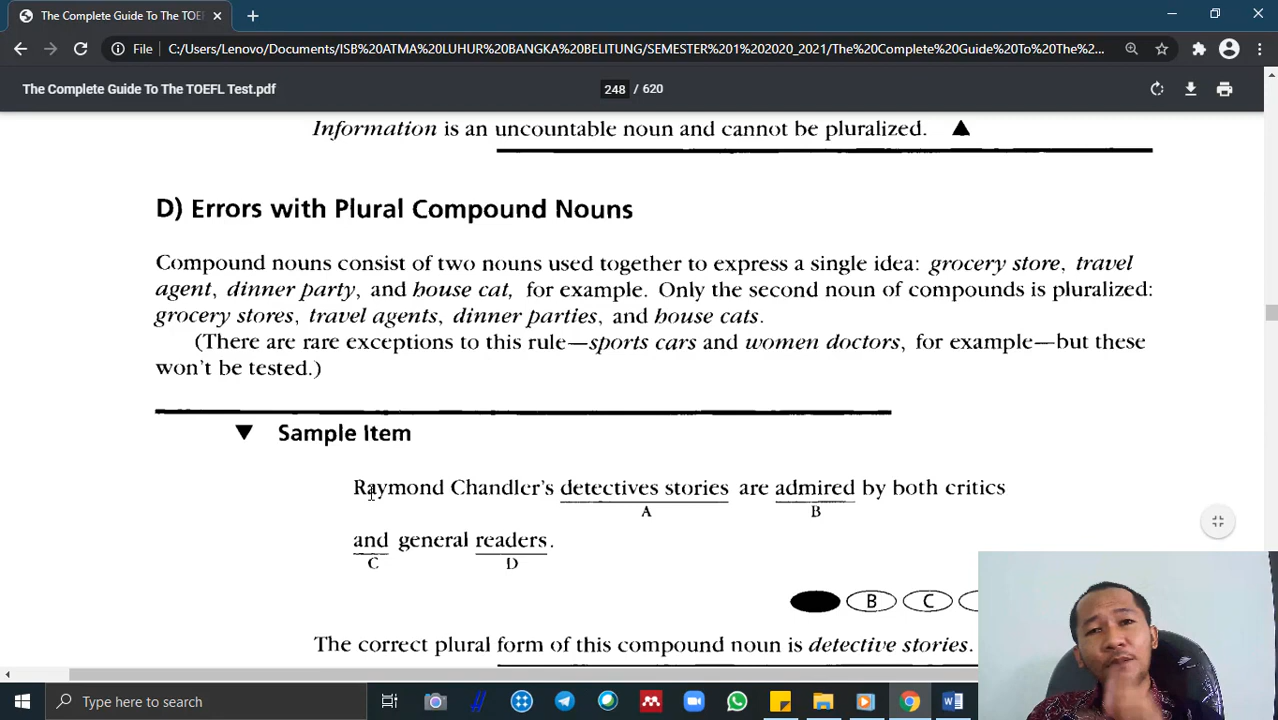 The Complete Guide To The TOE
File C:/Users/Lenovo/Documents/ISB%20ATMA%20LUHUR%20BANGKA%20BELITUNG/SEMESTER%201%202020_2021/The%20Complete%20Guide%20To%20The%2...
The Complete Guide To The TOEFL Test.pdf 248 / 620
Information is an uncountable noun and cannot be pluralized. ▲
D) Errors with Plural Compound Nouns
Compound nouns consist of two nouns used together to express a single idea: grocery store, travel
agent, dinner party, and house cat, for example. Only the second noun of compounds is pluralized:
grocery stores, travel agents, dinner parties, and house cats.
(There are rare exceptions to this rule—sports cars and women doctors, for example—but these
won't be tested.)
▼ Sample Item
Raymond Chandler's detectives stories are admired by both critics
A B
and general readers.
C D
B C
The correct plural form of this compound noun is detective stories.
Type here to search